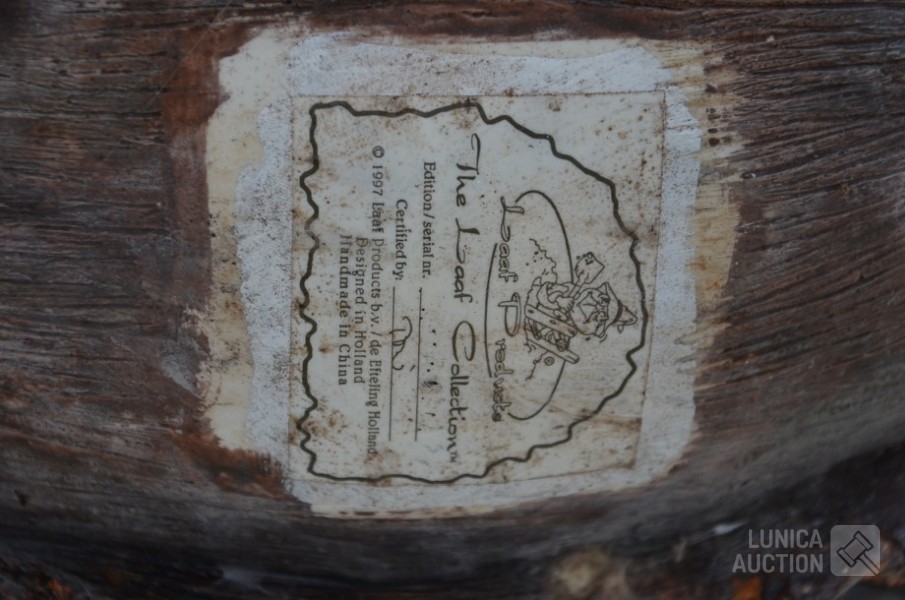 Laaf Products
The Laaf Collection™
Edition/serial nr.
Certified by:
© 1997 Laaf Products b.v. / de Efteling Holland
Designed in Holland
Handmade in China
LUNICA
AUCTION